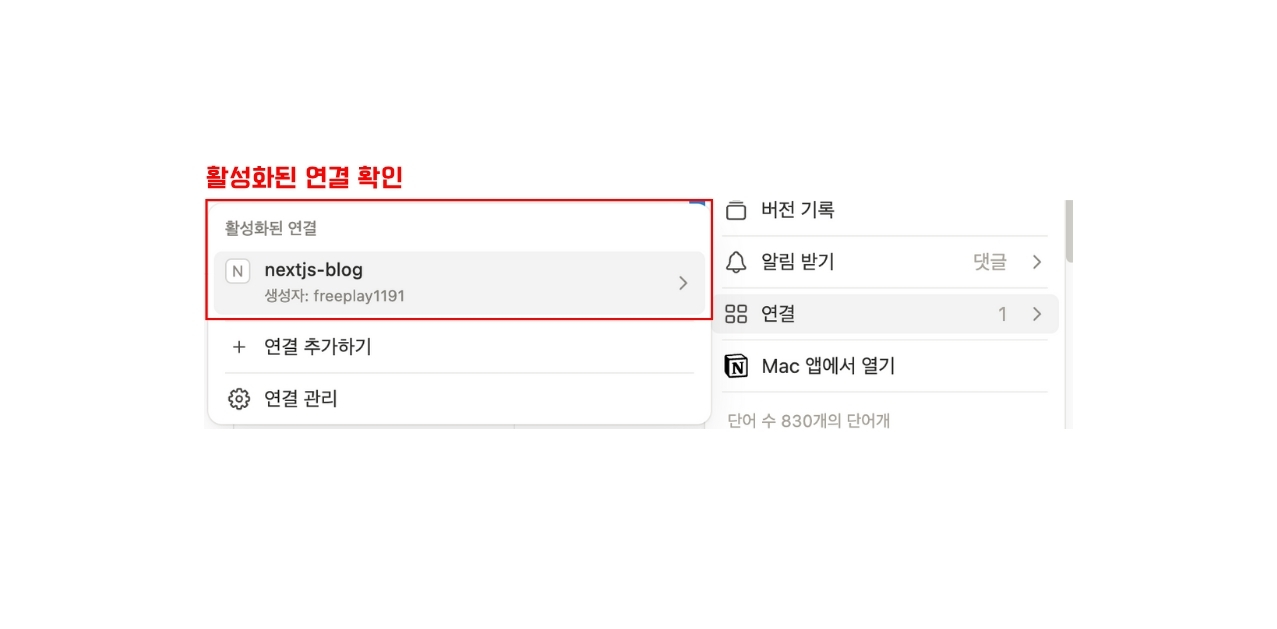 활성화된 연결 확인
활성화된 연결
N
nextjs-blog
생성자: freeplay1191
+ 연결 추가하기
연결 관리
버전 기록
알림 받기 댓글
연결 1
N Mac 앱에서 열기
단어 수 830개의 단어개